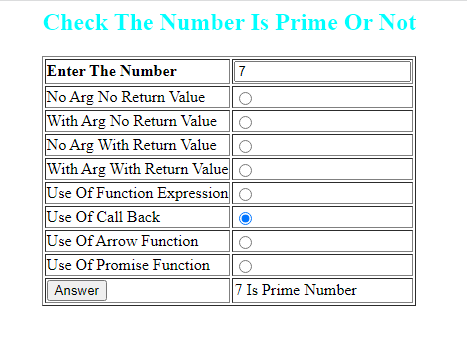 Check The Number Is Prime Or Not
Enter The Number 7
No Arg No Return Value
With Arg No Return Value
No Arg With Return Value
With Arg With Return Value
Use Of Function Expression
Use Of Call Back
Use Of Arrow Function
Use Of Promise Function
Answer 7 Is Prime Number